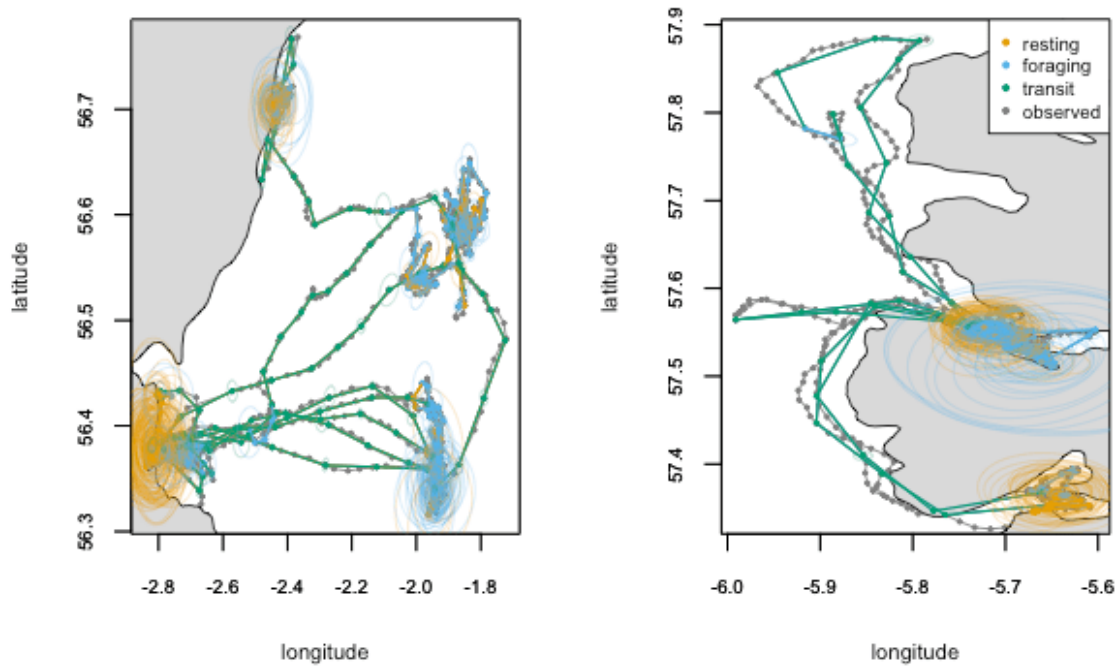 56.7
56.6
56.5
56.4
56.3
latitude
-2.8 -2.6 -2.4 -2.2 -2.0 -1.8
longitude
57.9
57.8
57.7
57.6
57.5
57.4
latitude
resting
foraging
transit
observed
-6.0 -5.9 -5.8 -5.7 -5.6
longitude